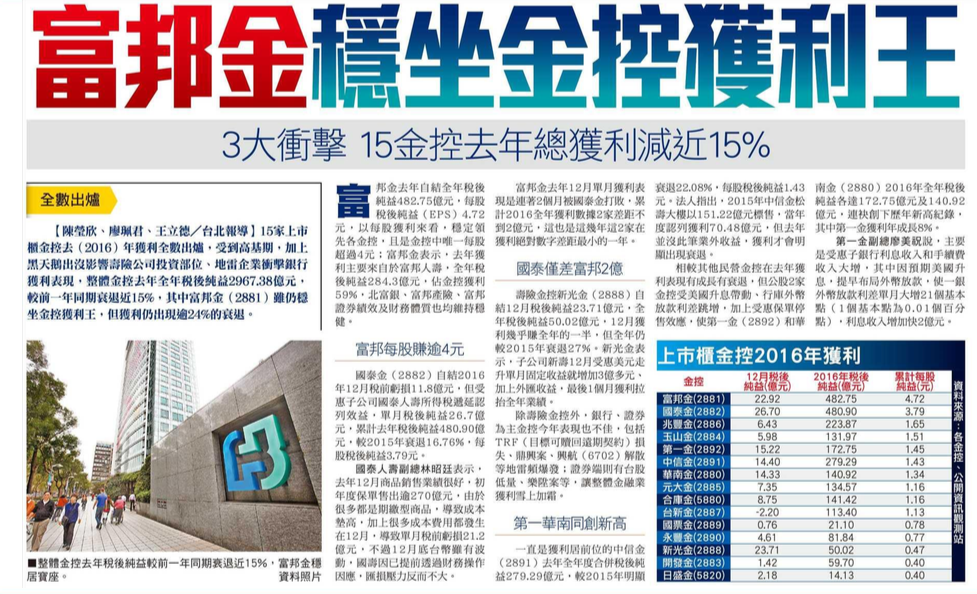 富邦金穩坐金控獲利王
3大衝擊 15金控去年總獲利減近15%
全數出爐
【陳瑩欣、廖珮君、王立德／台北報導】15家上
櫃金控去（2016）年獲利全數出爐，受到高基期，加上
黑天鵝出沒影響壽險公司投資部位、地雷企業衝擊銀行
獲利表現，整體金控去年全年稅後純益2967.38億元，
較前一年同期衰退近15%，其中富邦金（2881）雖仍穩
坐金控獲利王，但獲利仍出現逾24%的衰退。
■整體金控去年稅後純益較前一年同期衰退近15%，富邦金穩
居寶座。
資料照片
富邦金去年自結全年稅後
純益482.75億元，每股
稅後純益（EPS）4.72
元，以每股獲利來看，穩定領
先各金控，且是金控中唯一每股
超過4元；富邦金表示，去年獲
利主要來自於富邦人壽，全年稅
後純益284.3億元，佔金控獲利
59%，北富銀、富邦產險、富邦
證券績效及財務體質也均維持穩
健。
富邦每股賺逾4元
國泰金（2882）自結2016
年12月稅前虧損11.8億元，但受
惠子公司國泰人壽所得稅遞延認
列效益，單月稅後純益26.7億
元，累計去年稅後純益480.90億
元，較2015年衰退16.76%，每
股稅後純益3.79元。
國泰人壽副總林昭廷表示，
去年12月商品銷售業績很好，初
年度保單售出逾270億元，由於
很多都是期繳型商品，導致成本
墊高，加上很多成本費用都發生
在12月，導致單月稅前虧損21.2
億元，不過12月底台幣雖有波
動，國壽因已提前透過財務操作
因應，匯損壓力反而不大。
富邦金去年12月單月獲利表
現是連著2個月被國泰金打敗，累
計2016全年獲利數據2家差距不
到2億元，這也是這幾年這2家在
獲利絕對數字差距最小的一年。
國泰僅差富邦2億
壽險金控新光金（2888）自
結12月稅後純益23.71億元，全
年稅後純益50.02億元，12月獲
利幾乎賺全年的一半，但全年仍
較2015年衰退27%。新光金表
示，子公司新壽12月受惠美元走
升單月固定收益就增加3億多元、
加上外匯收益，最後1個月獲利拉
抬全年業績。
除壽險金控外，銀行、證券
為主金控今年表現也不佳，包括
TRF（目標可贖回遠期契約）損
失、鼎興案、興航（6702）解散
等地雷頻爆發；證券端則有台股
低量、樂陞案等，讓整體金融業
獲利雪上加霜。
第一華南同創新高
一直是獲利居前位的中信金
（2891）去年全年度合併稅後純
益279.29億元，較2015年明顯
衰退22.08%，每股稅後純益1.43
元。法人指出，2015年中信金松
壽大樓以151.22億元標售，當年
度認列獲利70.48億元，但去年
並沒此筆業外收益，獲利才會明
顯出現衰退。
相較其他民營金控在去年獲
利表現有成長有衰退，但公股2家
金控受美國升息帶動、行庫外幣
放款利差跳增，加上受惠保單停
售效應，使第一金（2892）和華
南金（2880）2016年全年稅後
純益各達172.75億元及140.92
億元，連袂創下歷年新高紀錄，
其中第一金獲利年成長8%。
第一金副總廖美祝說，主要
是受惠子銀行利息收入和手續費
收入大增，其中因預期美國升
息，提早布局外幣放款，使一銀
外幣放款利差單月大增21個基本
點（1個基本點為0.01個百分
點），利息收入增加快2億元。
上市櫃金控2016年獲利
金控 12月稅後純益(億元) 2016年稅後純益(億元) 累計每股純益(元)
富邦金(2881) 22.92 482.75 4.72
國泰金(2882) 26.70 480.90 3.79
兆豐金(2886) 6.43 223.87 1.65
玉山金(2884) 5.98 131.97 1.51
第一金(2892) 15.22 172.75 1.45
中信金(2891) 14.40 279.29 1.43
華南金(2880) 14.33 140.92 1.34
元大金(2885) 7.35 134.57 1.16
合庫金(5880) 8.75 141.42 1.16
台新金(2887) -2.20 113.40 1.13
國票金(2889) 0.76 21.10 0.78
永豐金(2890) 4.61 81.84 0.77
新光金(2888) 23.71 50.02 0.47
開發金(2883) 1.42 59.70 0.40
日盛金(5820) 2.18 14.13 0.40
資料來源：各金控、公開資訊觀測站